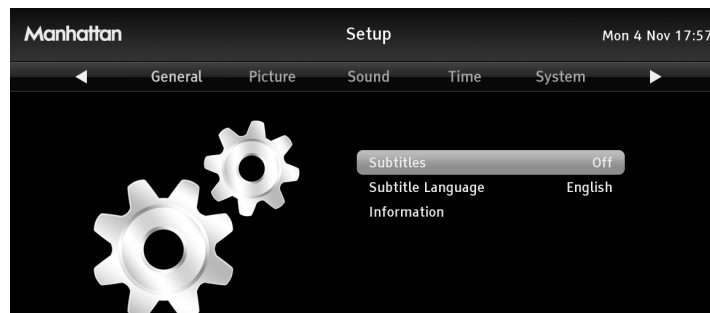 Manhattan Setup Mon 4 Nov 17:57
General Picture Sound Time System
Subtitles Off
Subtitle Language English
Information